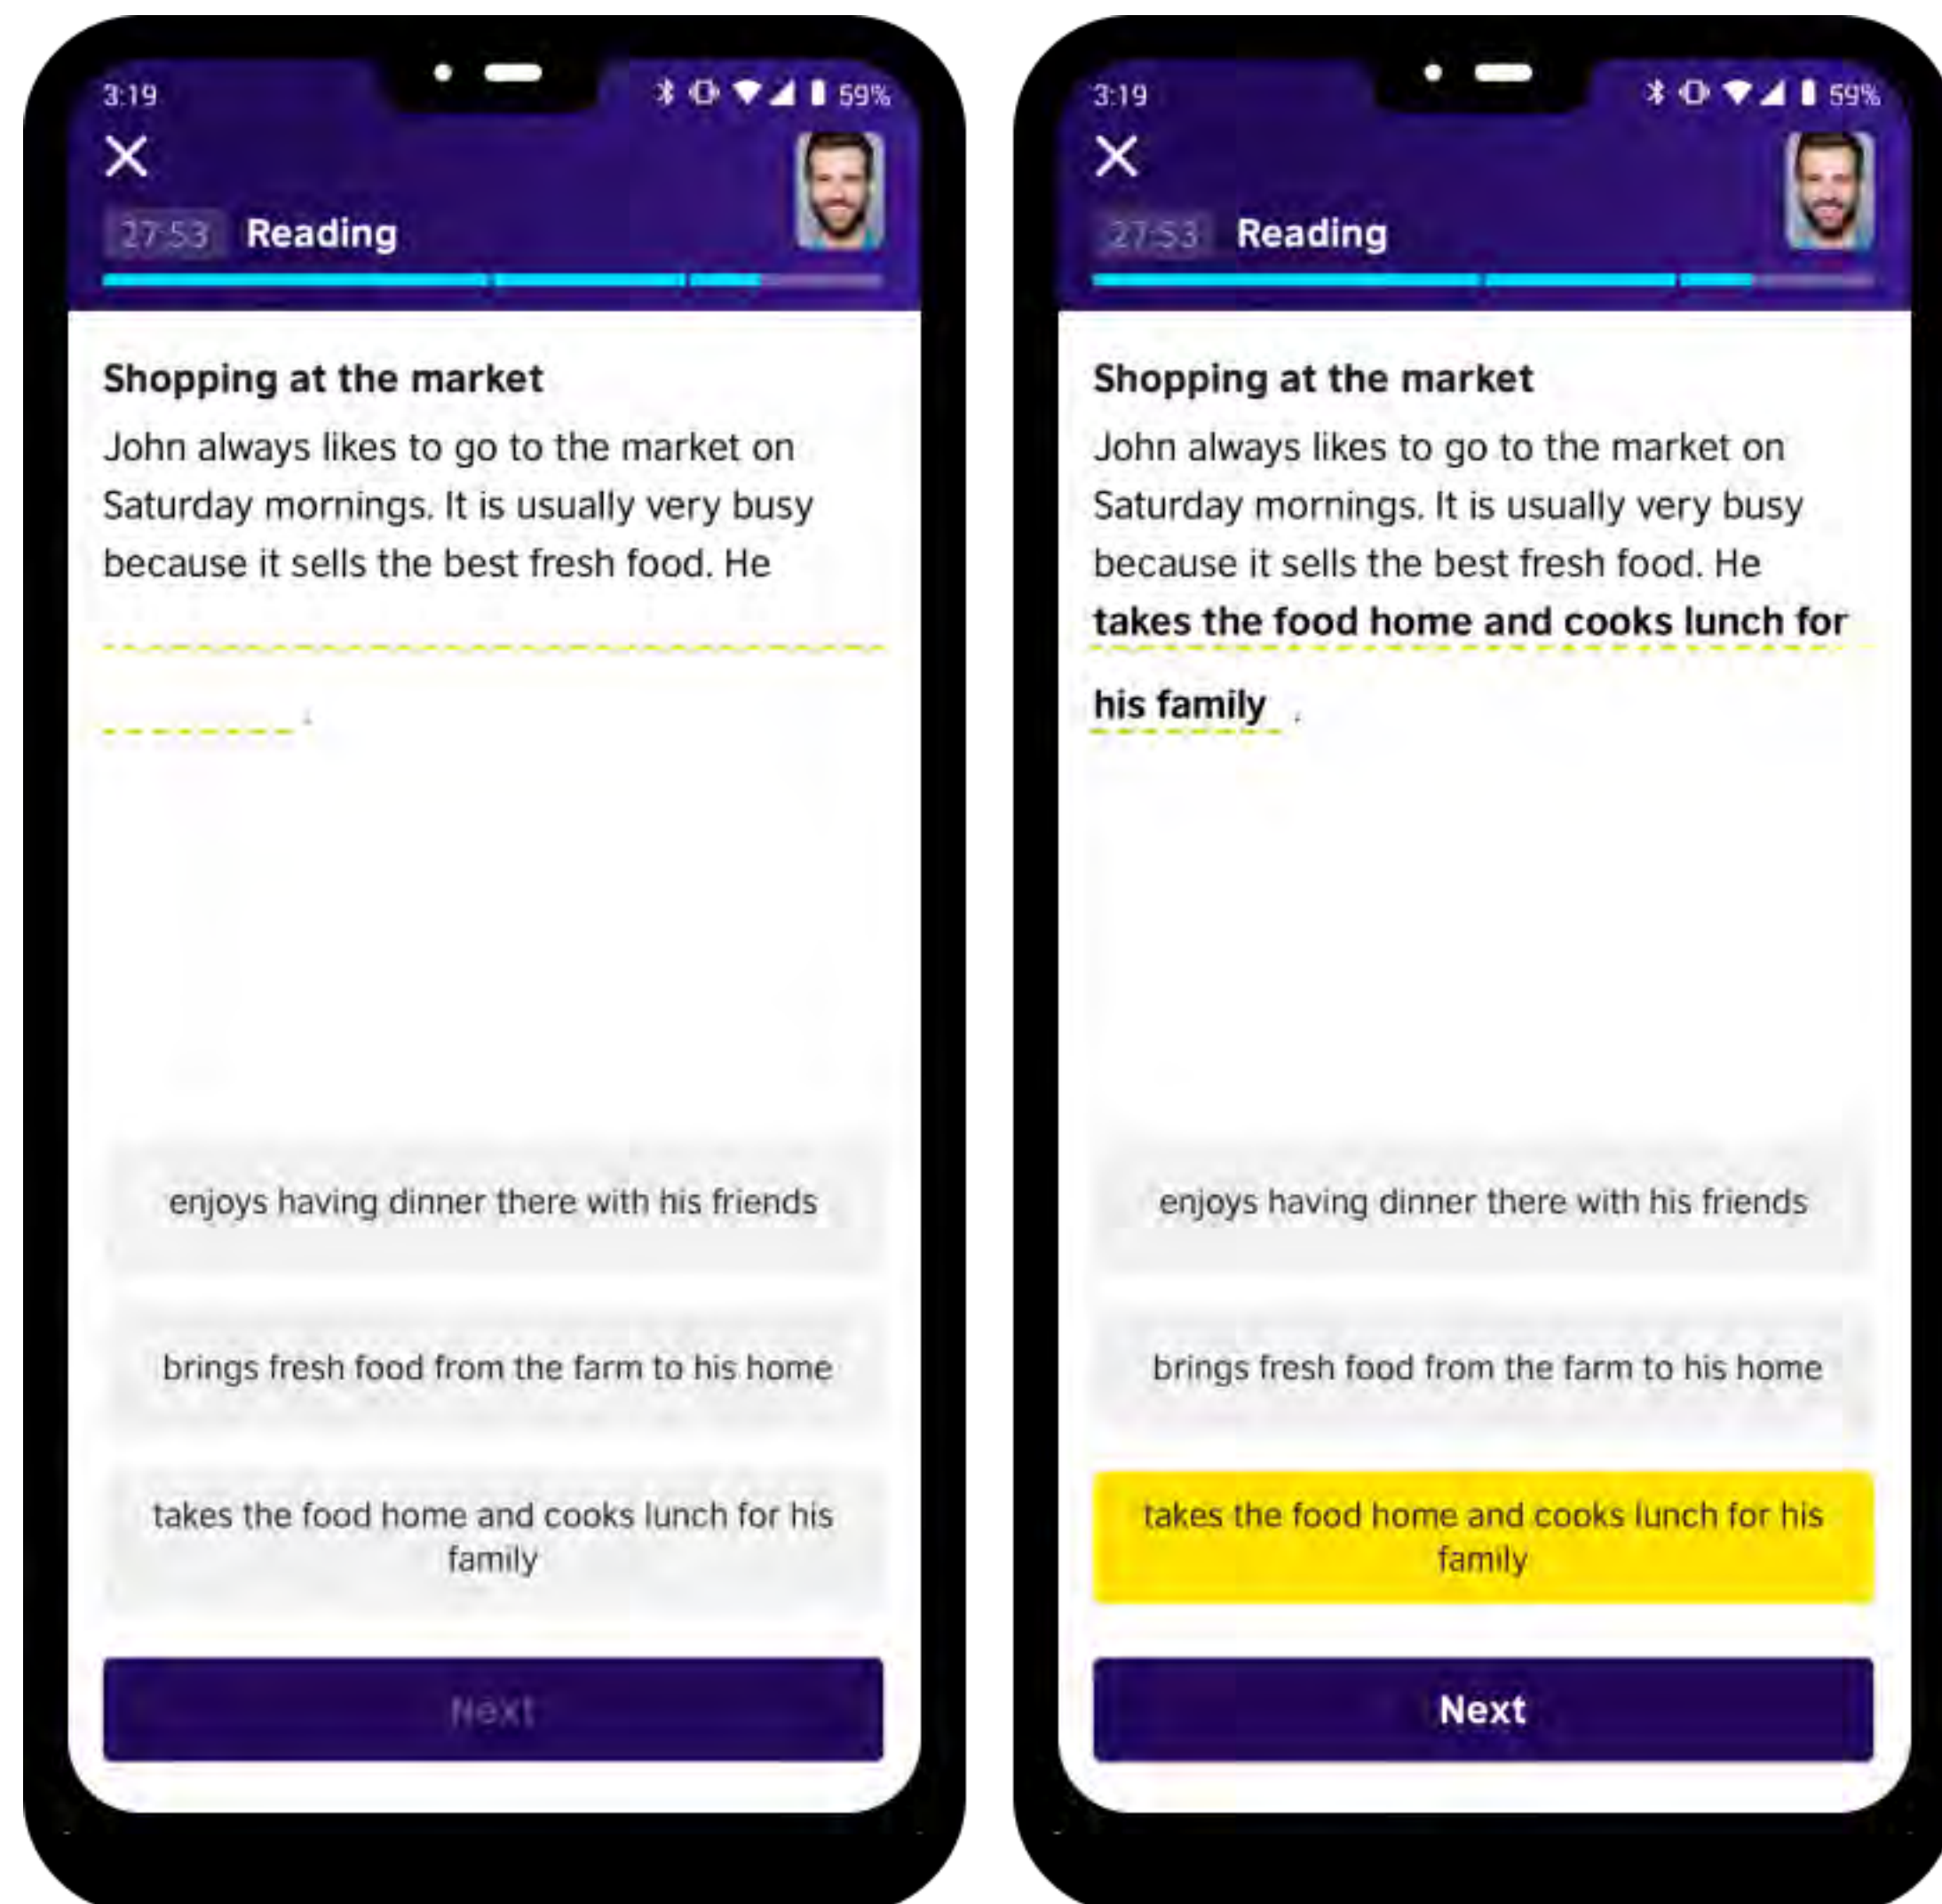 3:19
59%
27:53 Reading
Shopping at the market
John always likes to go to the market on
Saturday mornings. It is usually very busy
because it sells the best fresh food. He
.
enjoys having dinner there with his friends
brings fresh food from the farm to his home
takes the food home and cooks lunch for his
family
Next
3:19
59%
27:53 Reading
Shopping at the market
John always likes to go to the market on
Saturday mornings. It is usually very busy
because it sells the best fresh food. He
takes the food home and cooks lunch for
his family .
enjoys having dinner there with his friends
brings fresh food from the farm to his home
takes the food home and cooks lunch for his
family
Next